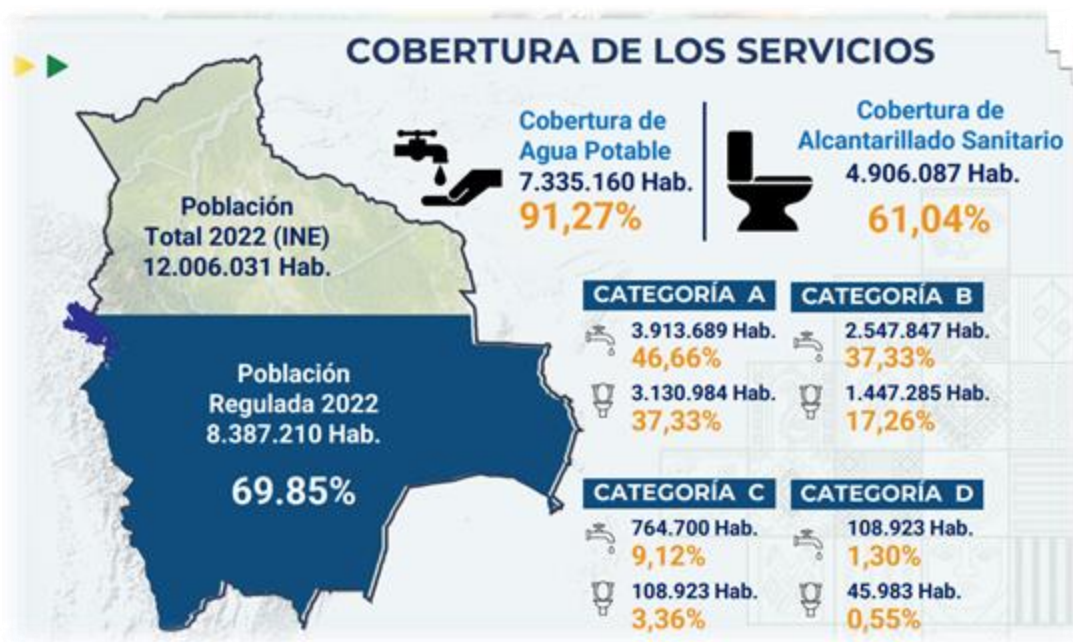 COBERTURA DE LOS SERVICIOS
Cobertura de
Agua Potable
7.335.160 Hab.
91,27%
Cobertura de
Alcantarillado Sanitario
4.906.087 Hab.
61,04%
Población
Total 2022 (INE)
12.006.031 Hab.
Población
Regulada 2022
8.387.210 Hab.
69.85%
CATEGORÍA A
3.913.689 Hab.
46,66%
3.130.984 Hab.
37,33%
CATEGORÍA B
2.547.847 Hab.
37,33%
1.447.285 Hab.
17,26%
CATEGORÍA C
764.700 Hab.
9,12%
108.923 Hab.
3,36%
CATEGORÍA D
108.923 Hab.
1,30%
45.983 Hab.
0,55%